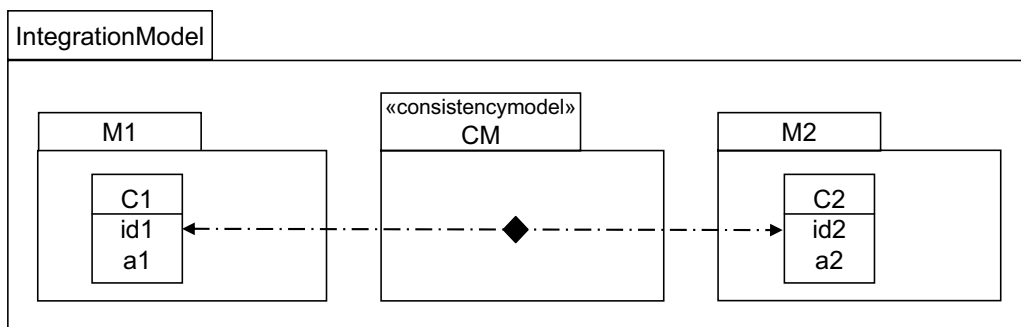 IntegrationModel
M1
«consistencymodel»
CM
M2
C1
id1
a1
C2
id2
a2